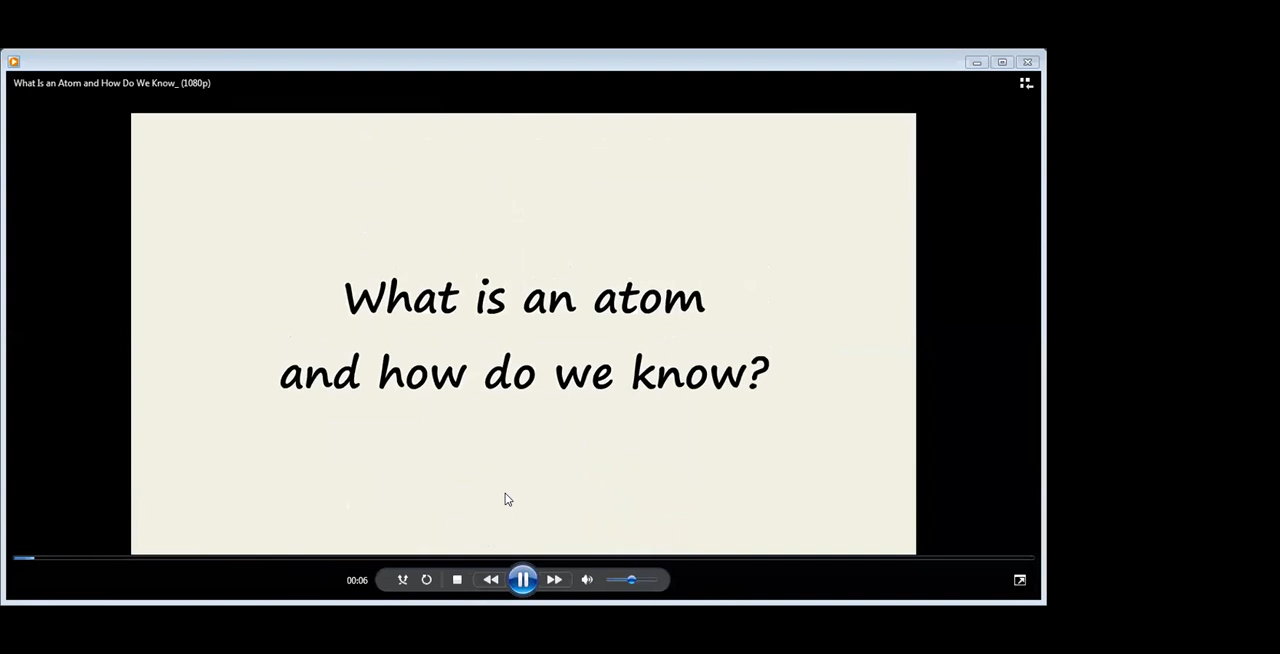 What Is an Atom and How Do We Know_ (1080p)
What is an atom
and how do we know?
00:06